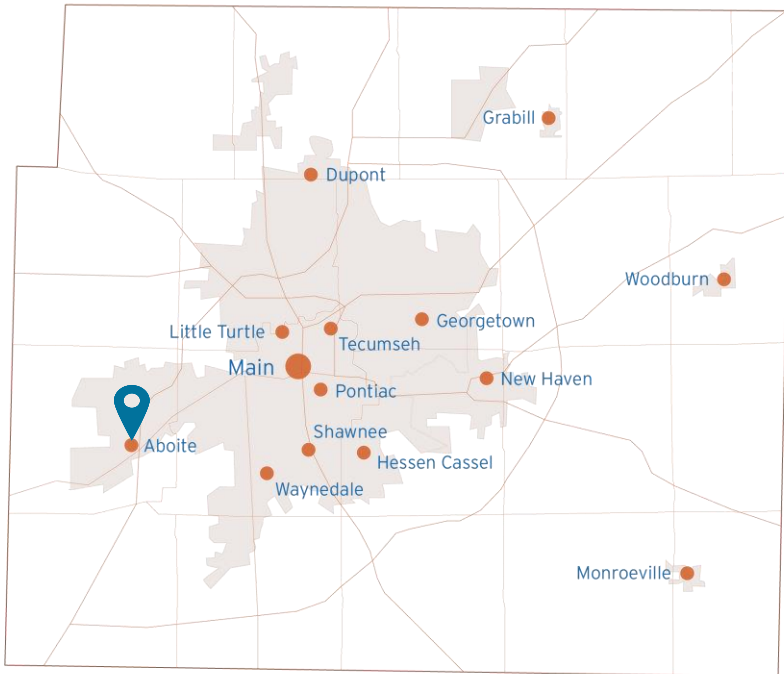 Grabill
Dupont
Woodburn
Georgetown
Little Turtle
Tecumseh
Main
New Haven
Pontiac
Shawnee
Aboite
Hessen Cassel
Waynedale
Monroeville